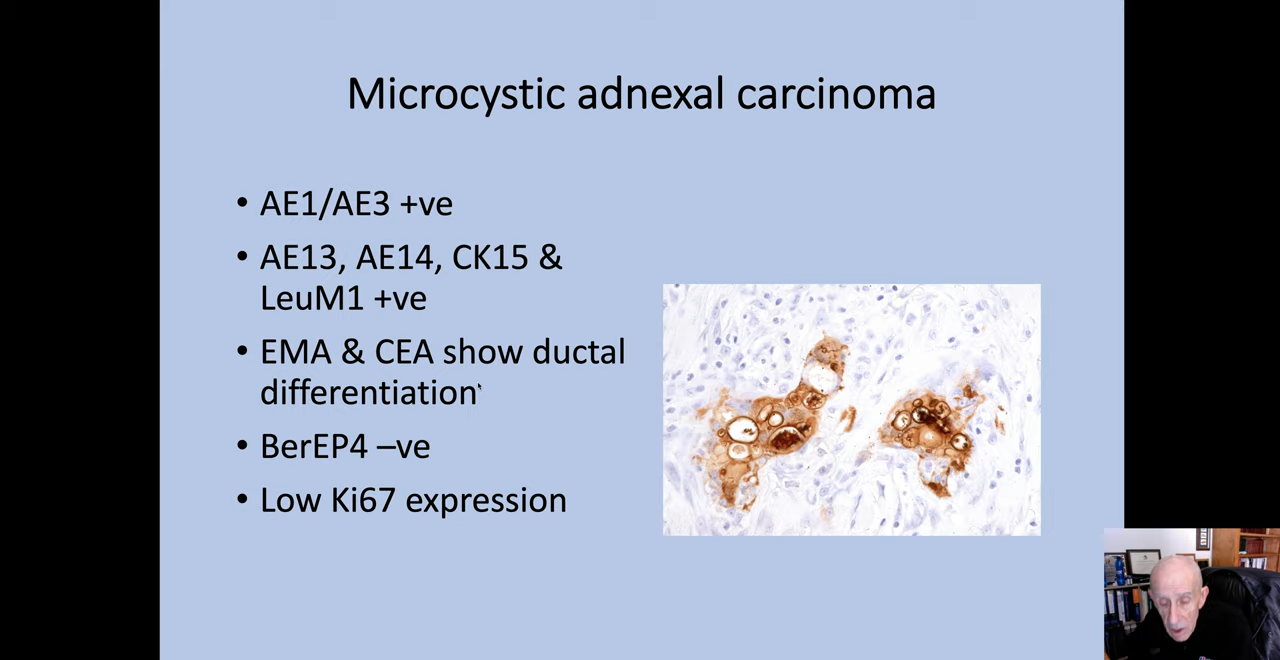 Microcystic adnexal carcinoma
• AE1/AE3 +ve
• AE13, AE14, CK15 &
LeuM1 +ve
• EMA & CEA show ductal
differentiation
• BerEP4 –ve
• Low Ki67 expression